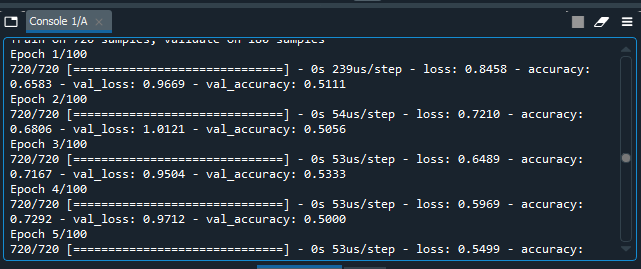 Console 1/A
Train on 720 samples, validate on 180 samples
Epoch 1/100
720/720 [==============================] - 0s 239us/step - loss: 0.8458 - accuracy:
0.6583 - val_loss: 0.9669 - val_accuracy: 0.5111
Epoch 2/100
720/720 [==============================] - 0s 54us/step - loss: 0.7210 - accuracy:
0.6806 - val_loss: 1.0121 - val_accuracy: 0.5056
Epoch 3/100
720/720 [==============================] - 0s 53us/step - loss: 0.6489 - accuracy:
0.7167 - val_loss: 0.9504 - val_accuracy: 0.5333
Epoch 4/100
720/720 [==============================] - 0s 53us/step - loss: 0.5969 - accuracy:
0.7292 - val_loss: 0.9712 - val_accuracy: 0.5000
Epoch 5/100
720/720 [==============================] - 0s 53us/step - loss: 0.5499 - accuracy: